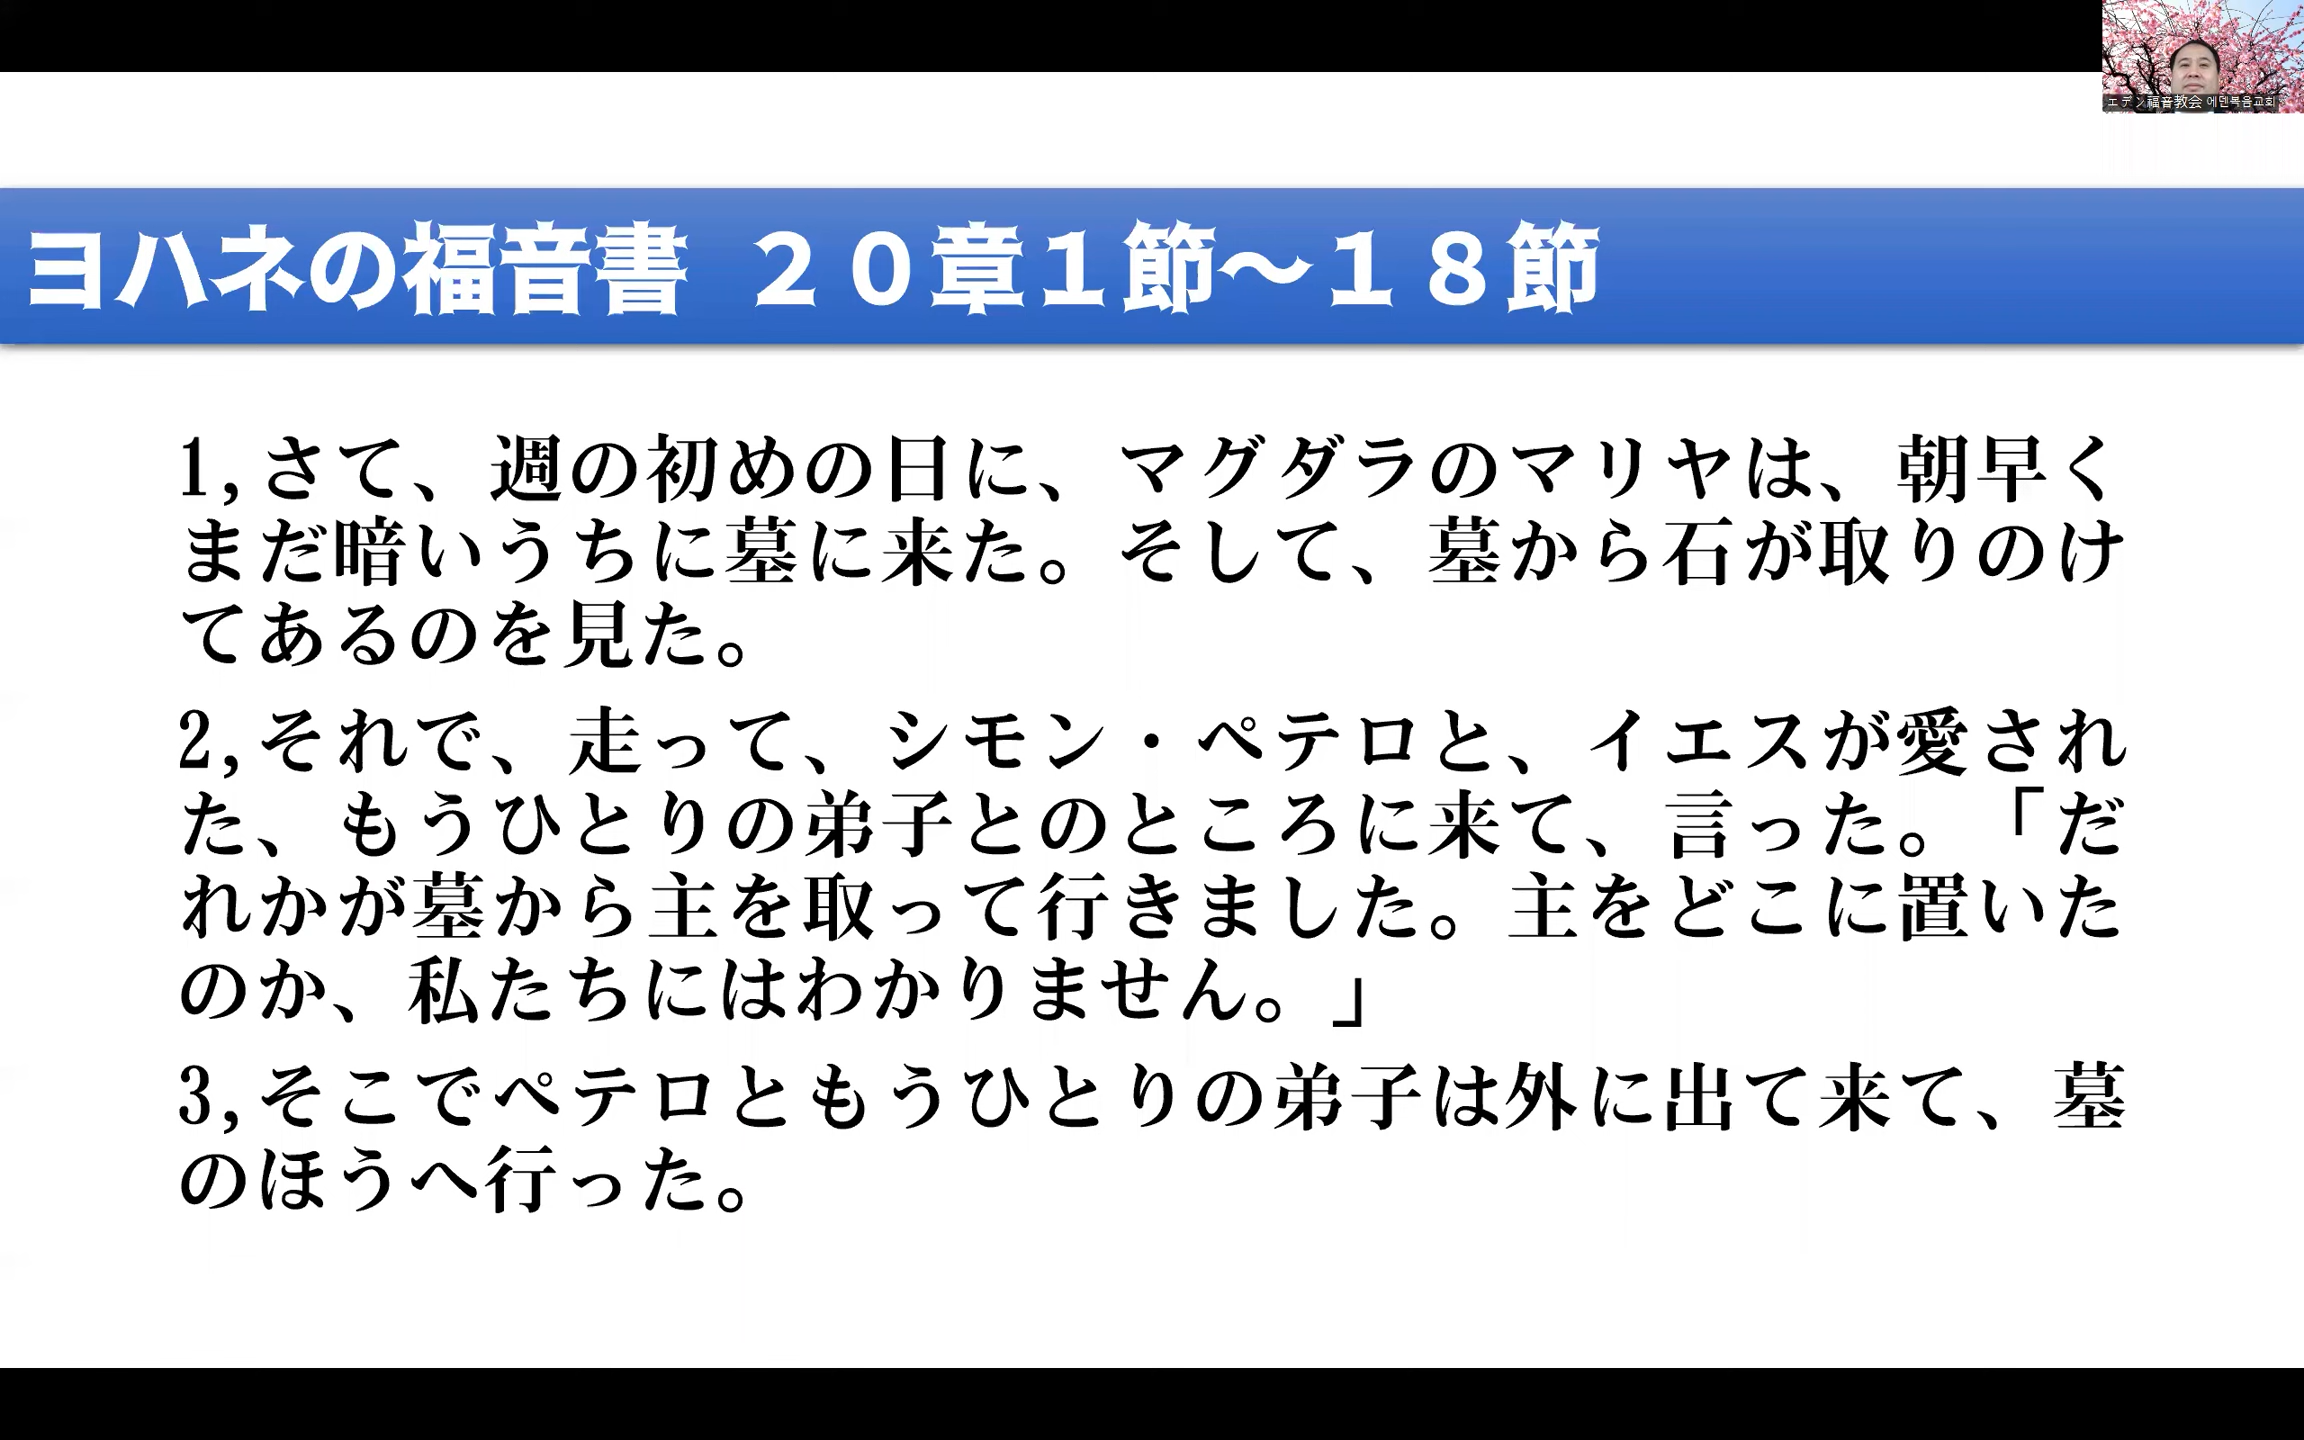 エデン福音教会 에덴복음교회
ヨハネの福音書 ２０章１節～１８節
1,さて、週の初めの日に、マグダラのマリヤは、朝早く
まだ暗いうちに墓に来た。そして、墓から石が取りのけ
てあるのを見た。
2,それで、走って、シモン・ペテロと、イエスが愛され
た、もうひとりの弟子とのところに来て、言った。「だ
れかが墓から主を取って行きました。主をどこに置いた
のか、私たちにはわかりません。」
3,そこでペテロともうひとりの弟子は外に出て来て、墓
のほうへ行った。